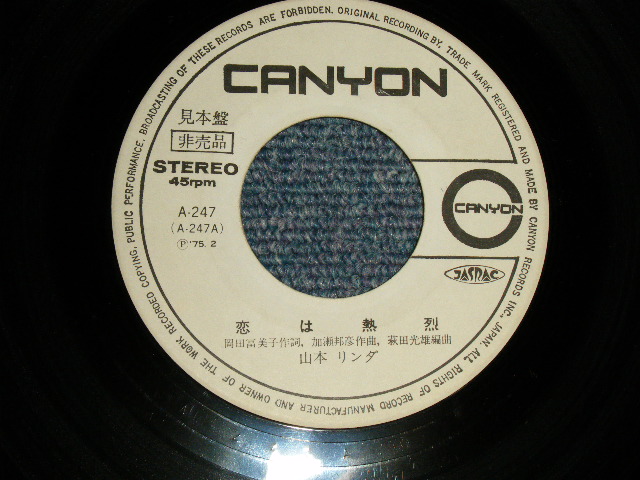 WORK RECORDED COPYING, PUBLIC PERFORMANCE, BROADCASTING OF THESE RECORDS ARE FORBIDDEN. ORIGINAL RECORDING BY, TRADE MARK REGISTERED AND MADE BY CANYON RECORDS INC., JAPAN. ALL RIGHTS OF RECORD MANUFACTURER AND OWNER OF THE
CANYON
見本盤
非売品
STEREO
45rpm
A-247
(A-247A)
Ⓟ'75. 2
CANYON
JASRAC
恋は熱烈
岡田冨美子作詞, 加瀬邦彦作曲, 萩田光雄編曲
山本 リンダ